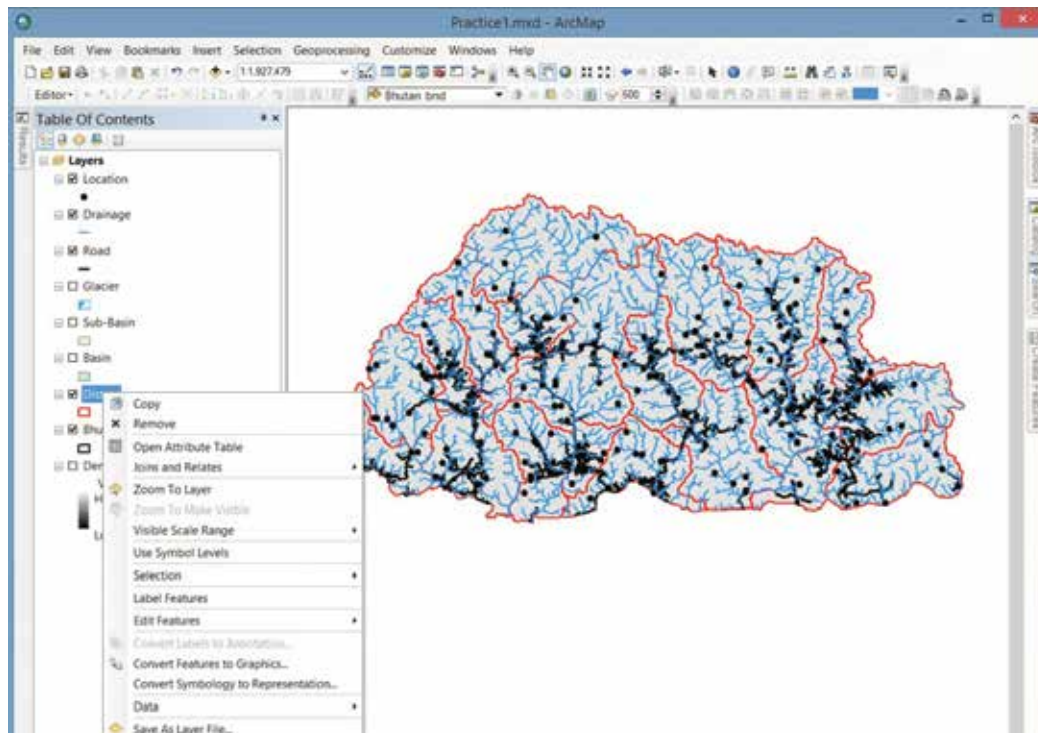 Practice1.mxd - ArcMap
File Edit View Bookmarks Insert Selection Geoprocessing Customize Windows Help
1:1,927,479
Editor
Bhutan bnd
500
Table Of Contents
Results
Layers
Location
Drainage
Road
Glacier
Sub-Basin
Basin
Copy
Remove
Open Attribute Table
Joins and Relates
Zoom To Layer
Zoom To Make Visible
Visible Scale Range
Use Symbol Levels
Selection
Label Features
Edit Features
Convert Labels to Annotation...
Convert Features to Graphics...
Convert Symbology to Representation...
Data
Save As Layer File...
Create Features